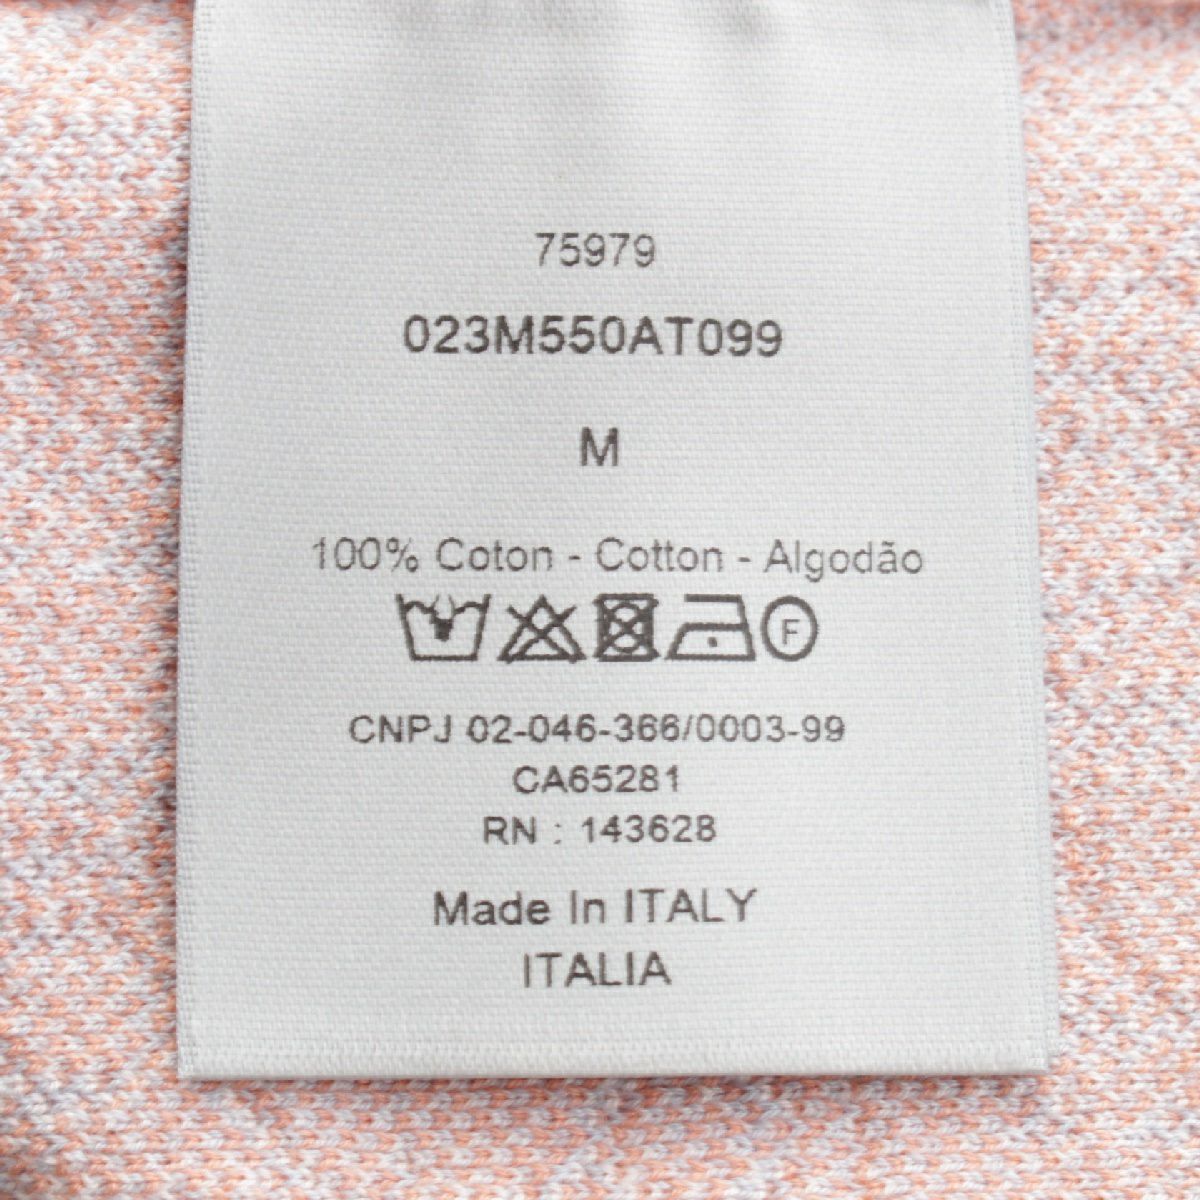 75979
023M550AT099
M
100% Coton - Cotton - Algodão
F
CNPJ 02-046-366/0003-99
CA65281
RN : 143628
Made In ITALY
ITALIA